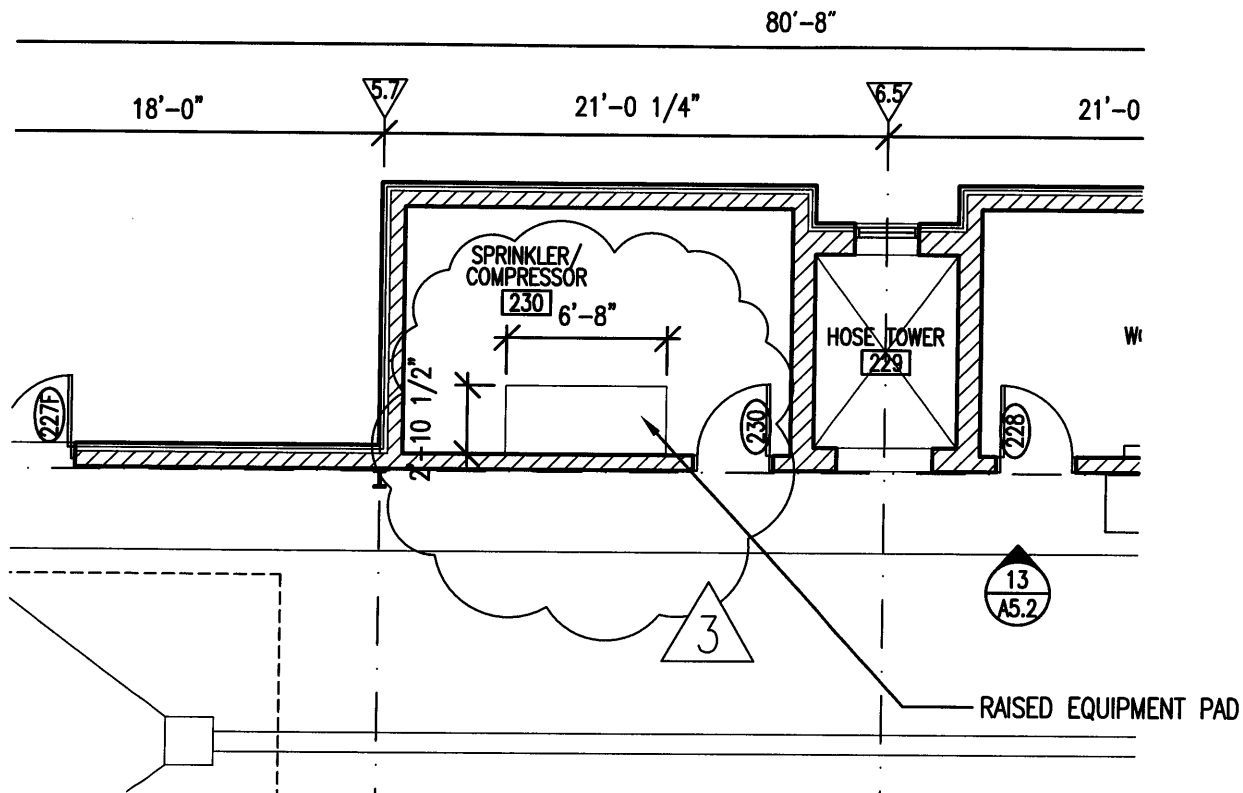 80'-8"
18'-0"
5.7
21'-0 1/4"
6.5
21'-0
SPRINKLER/
COMPRESSOR
230
6'-8"
2'-10 1/2"
HOSE TOWER
229
227F
230
228
13
A5.2
3
RAISED EQUIPMENT PAD